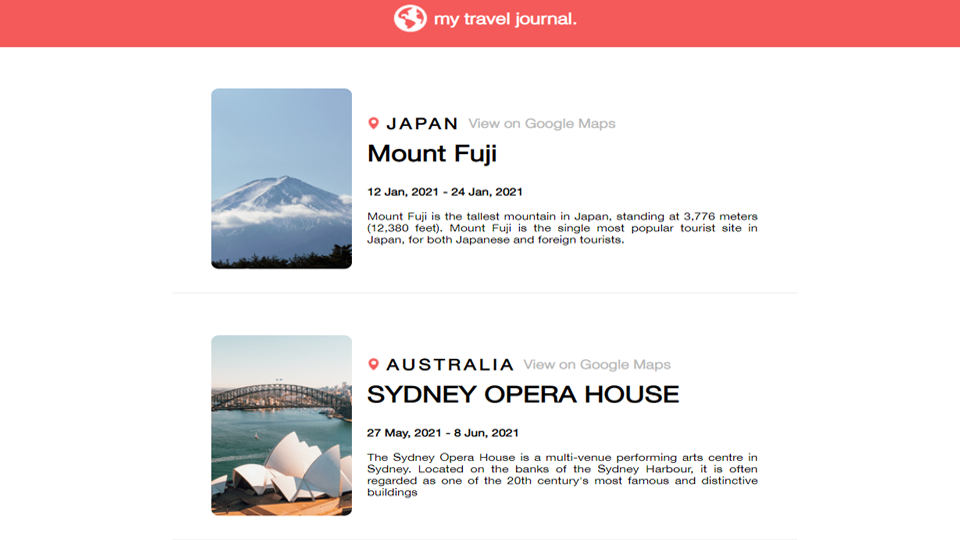 my travel journal.
JAPAN View on Google Maps
Mount Fuji
12 Jan, 2021 - 24 Jan, 2021
Mount Fuji is the tallest mountain in Japan, standing at 3,776 meters
(12,380 feet). Mount Fuji is the single most popular tourist site in
Japan, for both Japanese and foreign tourists.
AUSTRALIA View on Google Maps
SYDNEY OPERA HOUSE
27 May, 2021 - 8 Jun, 2021
The Sydney Opera House is a multi-venue performing arts centre in
Sydney. Located on the banks of the Sydney Harbour, it is often
regarded as one of the 20th century's most famous and distinctive
buildings